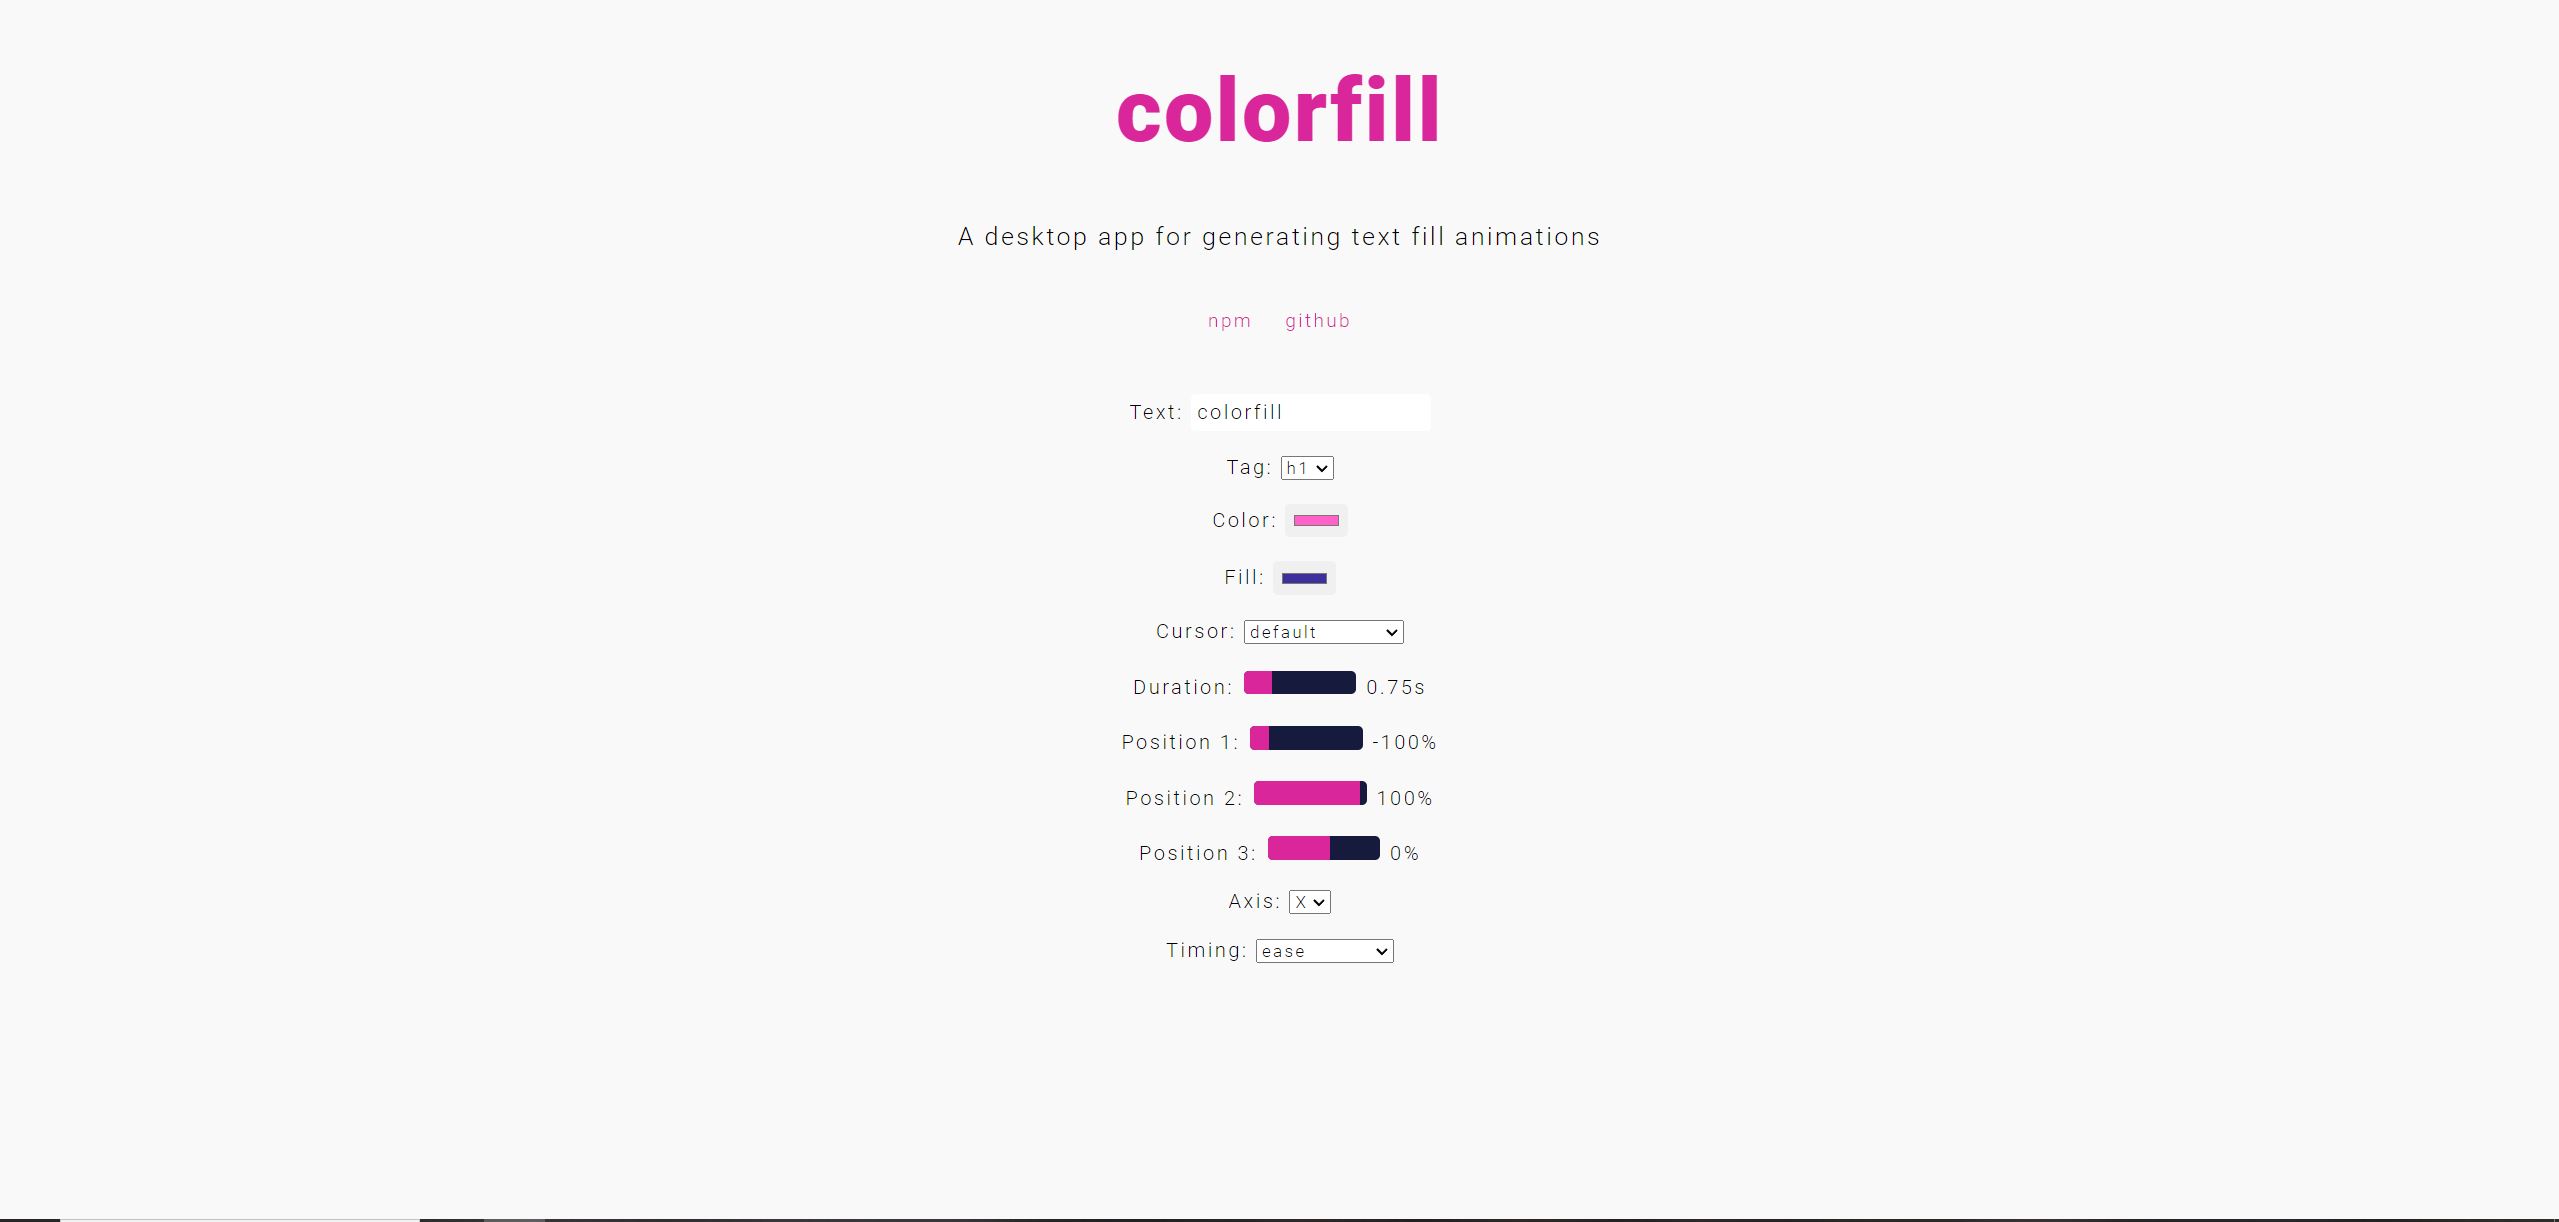 colorfill
A desktop app for generating text fill animations
npm github
Text: colorfill
Tag: h1
Color:
Fill:
Cursor: default
Duration: 0.75s
Position 1: -100%
Position 2: 100%
Position 3: 0%
Axis: X
Timing: ease